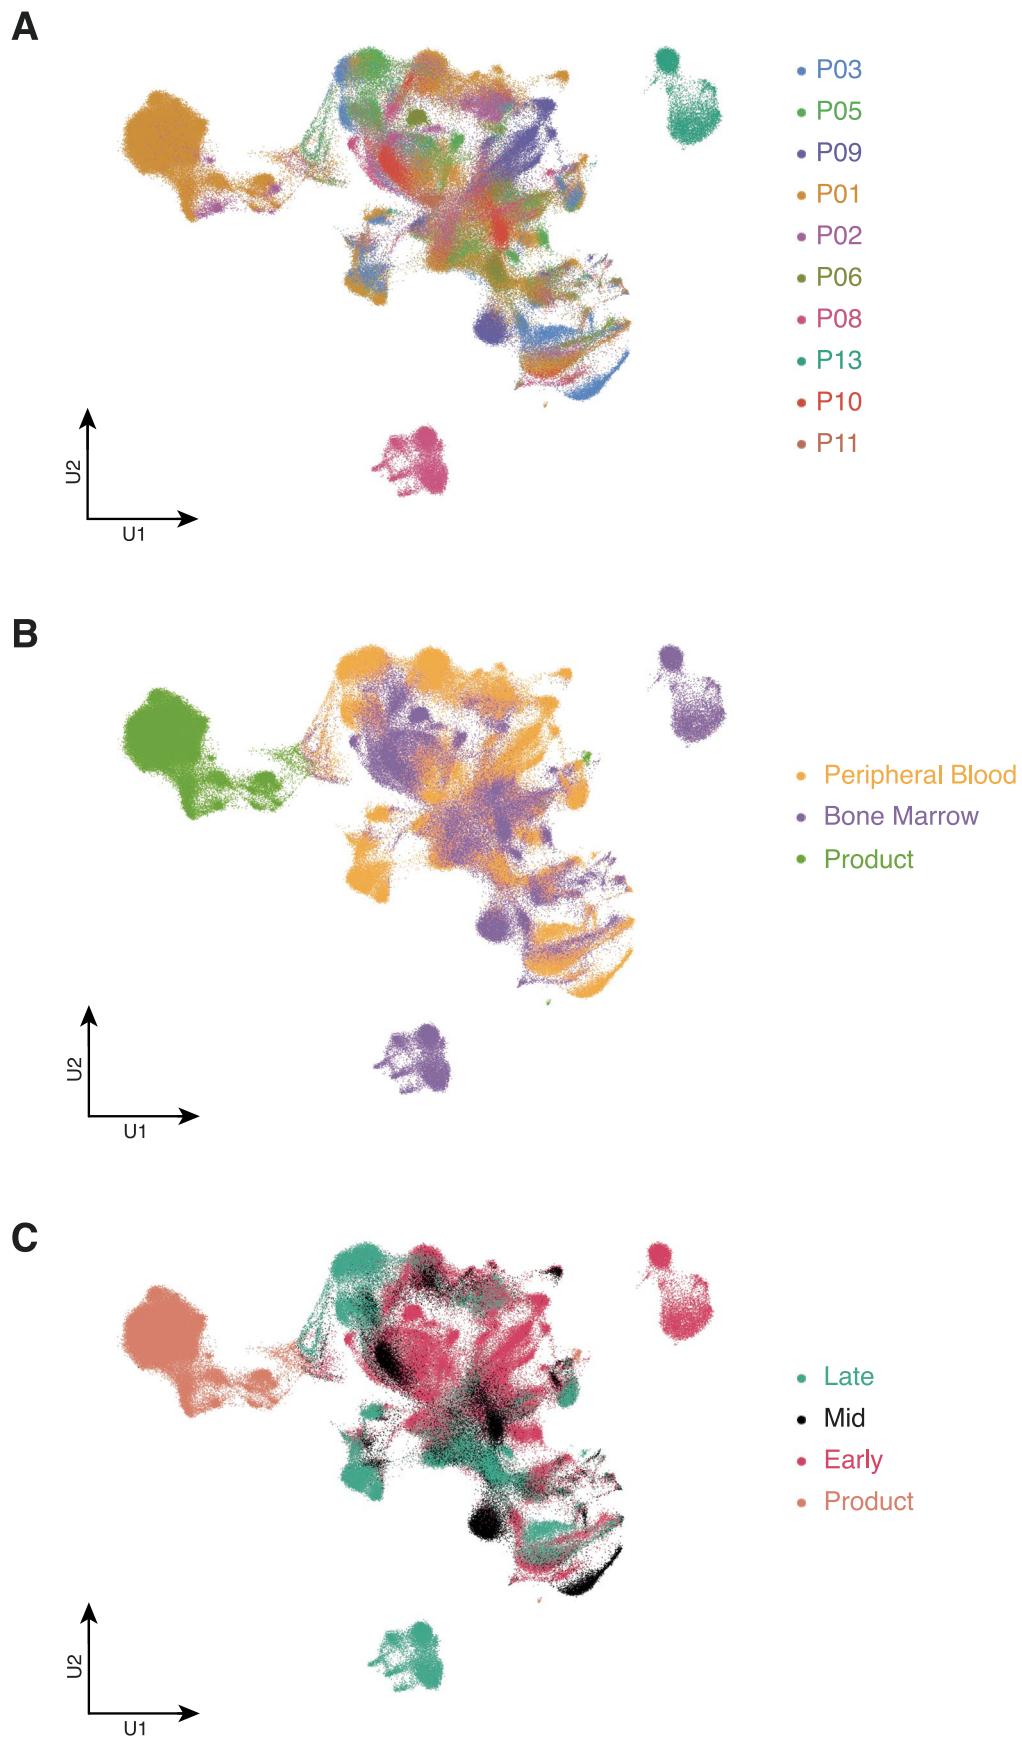 A
P03
P05
P09
P01
P02
P06
P08
P13
P10
P11
U2
U1
B
Peripheral Blood
Bone Marrow
Product
U2
U1
C
Late
Mid
Early
Product
U2
U1